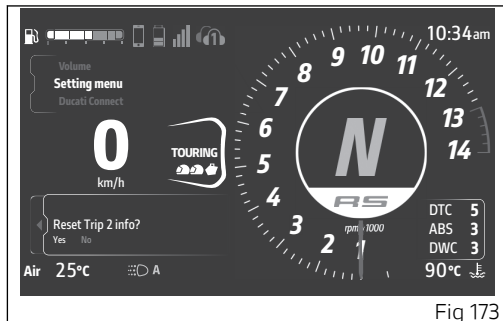 10:34am
Volume
Setting menu
Ducati Connect
0
km/h
TOURING
Reset Trip 2 info?
Yes No
Air 25°C
A
1
2
3
4
5
6
7
8
9
10
11
12
13
14
N
RS
rpm x1000
DTC 5
ABS 3
DWC 3
90°C
Fig 173